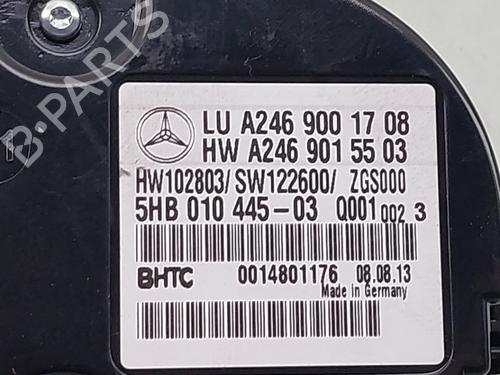 B-PARTS
LU A246 900 17 08
HW A246 901 55 03
HW102803/SW122600/ ZGS000
5HB 010 445-03 Q001 002 3
BHTC 0014801176 08.08.13
Made in Germany